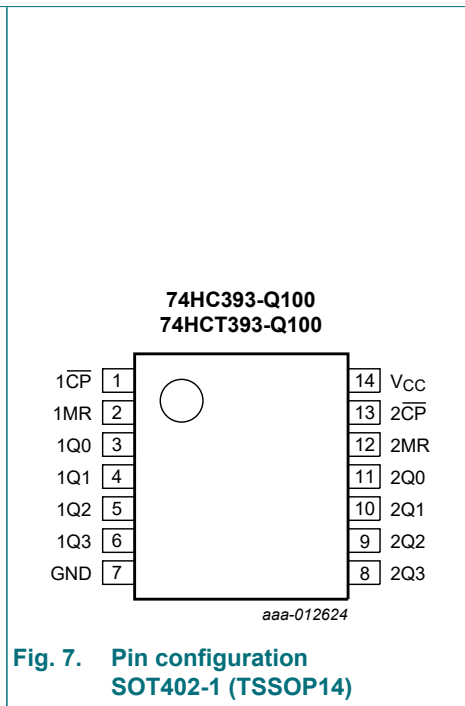 74HC393-Q100
74HCT393-Q100
1C̅P̅ 1 14 VCC
1MR 2 13 2C̅P̅
1Q0 3 12 2MR
1Q1 4 11 2Q0
1Q2 5 10 2Q1
1Q3 6 9 2Q2
GND 7 8 2Q3
aaa-012624
Fig. 7. Pin configuration
SOT402-1 (TSSOP14)